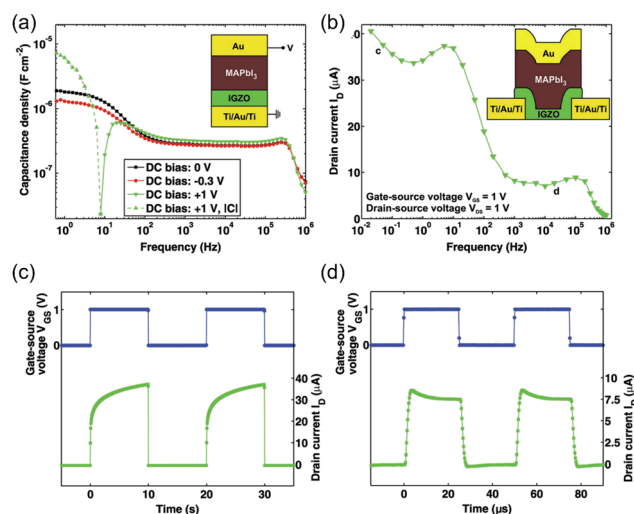 (a)
Capacitance density (F cm⁻²)
10⁻⁵
10⁻⁶
10⁻⁷
Au
V
MAPbI₃
IGZO
Ti/Au/Ti
DC bias: 0 V
DC bias: -0.3 V
DC bias: +1 V
DC bias: +1 V, |C|
10⁰ 10¹ 10² 10³ 10⁴ 10⁵ 10⁶
Frequency (Hz)
(b)
Drain current I_D (µA)
.0
30
20
10
0
c
d
Au
MAPbI₃
Ti/Au/Ti IGZO Ti/Au/Ti
Gate-source voltage V_GS = 1 V
Drain-source voltage V_DS = 1 V
10⁻² 10⁻¹ 10⁰ 10¹ 10² 10³ 10⁴ 10⁵ 10⁶
Frequency (Hz)
(c)
Gate-source
voltage V_GS (V)
1
0
40
30
20
10
0
Drain current I_D (µA)
0 10 20 30
Time (s)
(d)
Gate-source
voltage V_GS (V)
1
0
10
7.5
5
2.5
0
Drain current I_D (µA)
0 20 40 60 80
Time (µs)